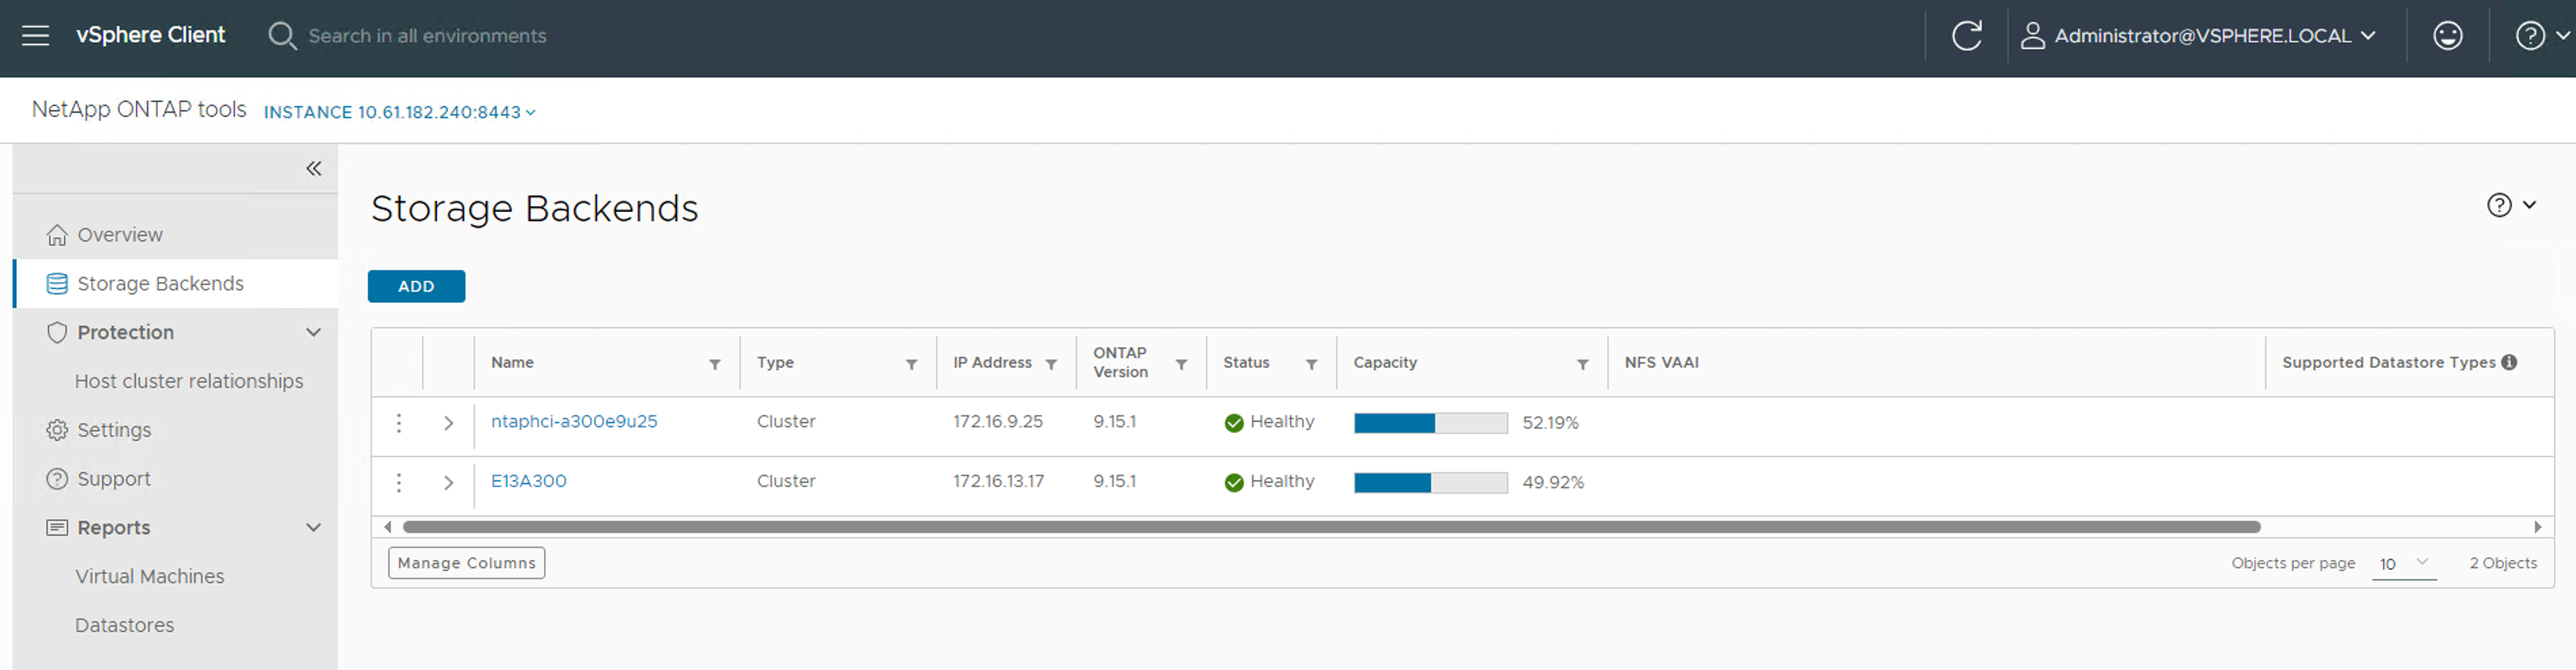 vSphere Client
Search in all environments
Administrator@VSPHERE.LOCAL
NetApp ONTAP tools INSTANCE 10.61.182.240:8443
Overview
Storage Backends
Protection
Host cluster relationships
Settings
Support
Reports
Virtual Machines
Datastores
Storage Backends
ADD
Name Type IP Address ONTAP Version Status Capacity NFS VAAI Supported Datastore Types
ntaphci-a300e9u25 Cluster 172.16.9.25 9.15.1 Healthy 52.19%
E13A300 Cluster 172.16.13.17 9.15.1 Healthy 49.92%
Manage Columns
Objects per page 10 2 Objects